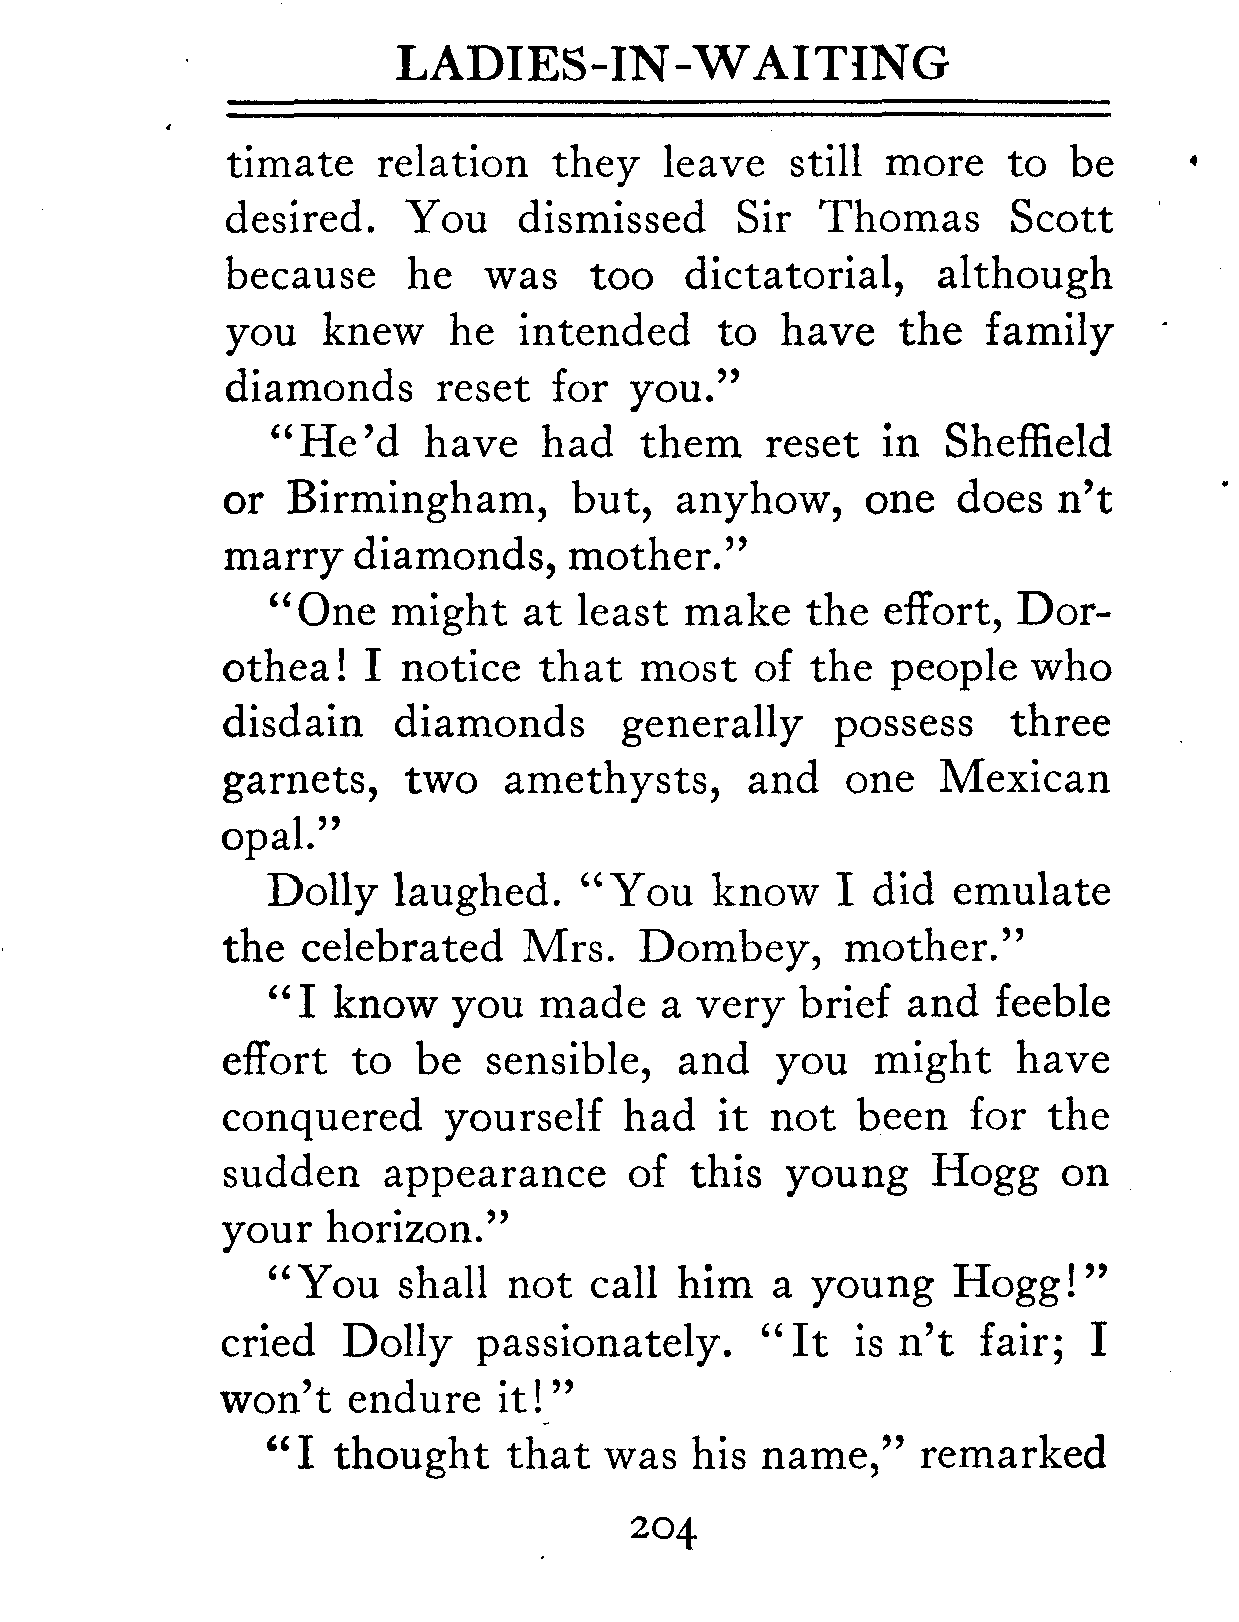 LADIES-IN-WAITING
timate relation they leave still more to be
desired. You dismissed Sir Thomas Scott
because he was too dictatorial, although
you knew he intended to have the family
diamonds reset for you.”
“He’d have had them reset in Sheffield
or Birmingham, but, anyhow, one does n’t
marry diamonds, mother.”
“One might at least make the effort, Dor-
othea! I notice that most of the people who
disdain diamonds generally possess three
garnets, two amethysts, and one Mexican
opal.”
Dolly laughed. “You know I did emulate
the celebrated Mrs. Dombey, mother.”
“I know you made a very brief and feeble
effort to be sensible, and you might have
conquered yourself had it not been for the
sudden appearance of this young Hogg on
your horizon.”
“You shall not call him a young Hogg!”
cried Dolly passionately. “It is n’t fair; I
won’t endure it!”
“I thought that was his name,” remarked
204